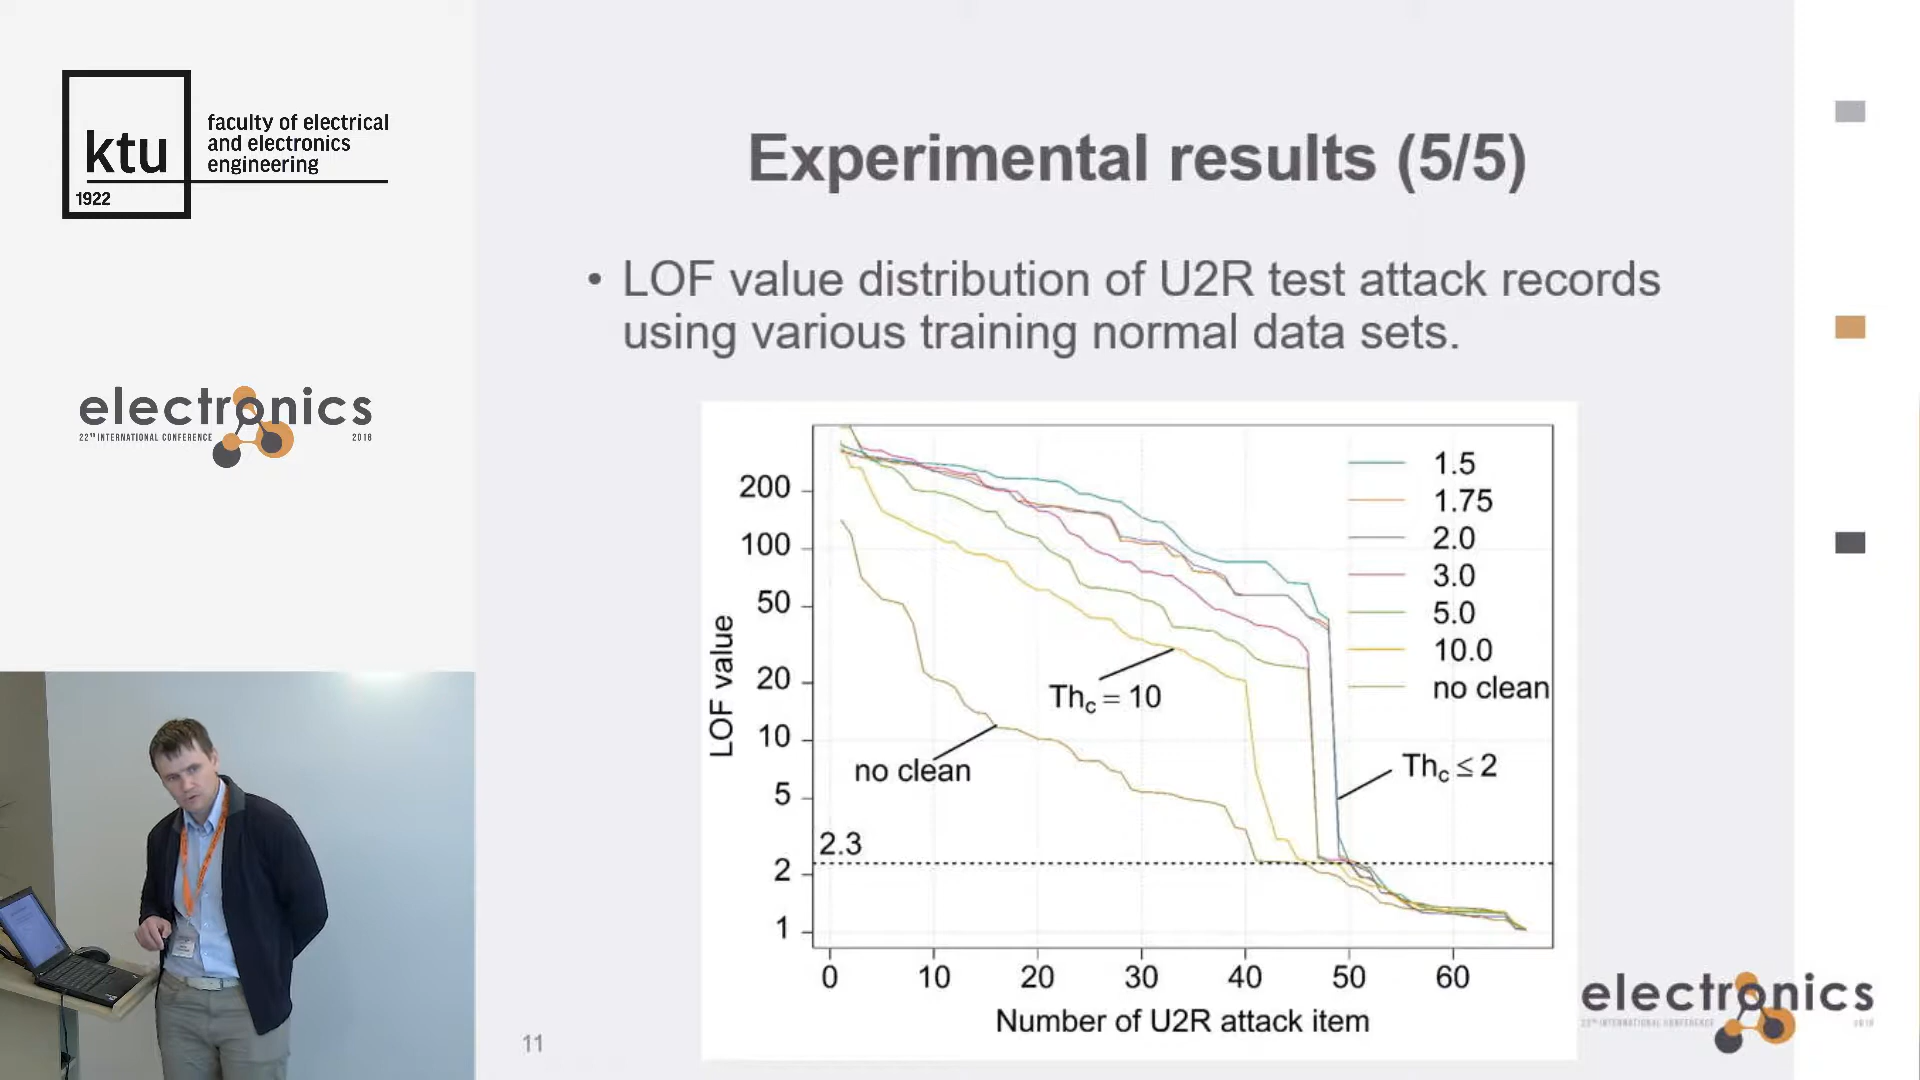 ktu
1922
faculty of electrical
and electronics
engineering
electronics
22ND INTERNATIONAL CONFERENCE 2018
Experimental results (5/5)
• LOF value distribution of U2R test attack records
using various training normal data sets.
LOF value
200
100
50
20
10
5
2
1
2.3
no clean
Thc = 10
Thc ≤ 2
1.5
1.75
2.0
3.0
5.0
10.0
no clean
0 10 20 30 40 50 60
Number of U2R attack item
11
electronics